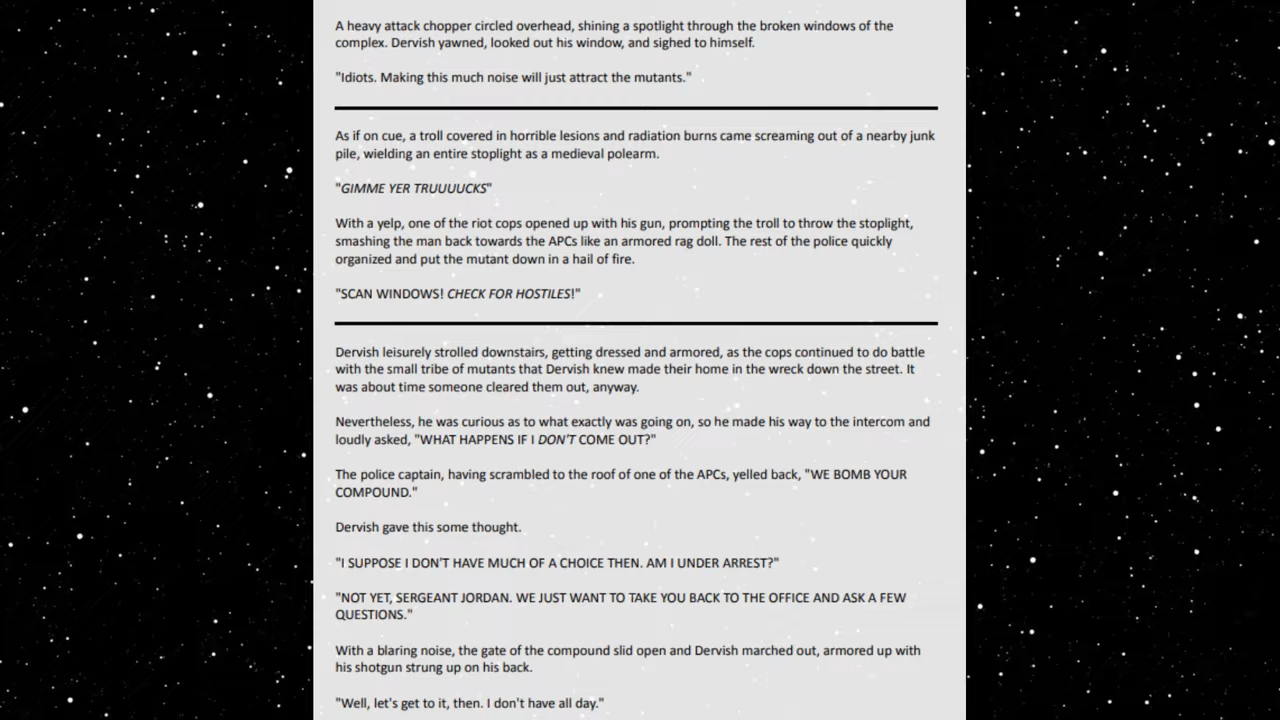 A heavy attack chopper circled overhead, shining a spotlight through the broken windows of the
complex. Dervish yawned, looked out his window, and sighed to himself.
"Idiots. Making this much noise will just attract the mutants."
As if on cue, a troll covered in horrible lesions and radiation burns came screaming out of a nearby junk
pile, wielding an entire stoplight as a medieval polearm.
"GIMME YER TRUUUUCKS"
With a yelp, one of the riot cops opened up with his gun, prompting the troll to throw the stoplight,
smashing the man back towards the APCs like an armored rag doll. The rest of the police quickly
organized and put the mutant down in a hail of fire.
"SCAN WINDOWS! CHECK FOR HOSTILES!"
Dervish leisurely strolled downstairs, getting dressed and armored, as the cops continued to do battle
with the small tribe of mutants that Dervish knew made their home in the wreck down the street. It
was about time someone cleared them out, anyway.
Nevertheless, he was curious as to what exactly was going on, so he made his way to the intercom and
loudly asked, "WHAT HAPPENS IF I DON'T COME OUT?"
The police captain, having scrambled to the roof of one of the APCs, yelled back, "WE BOMB YOUR
COMPOUND."
Dervish gave this some thought.
"I SUPPOSE I DON'T HAVE MUCH OF A CHOICE THEN. AM I UNDER ARREST?"
"NOT YET, SERGEANT JORDAN. WE JUST WANT TO TAKE YOU BACK TO THE OFFICE AND ASK A FEW
QUESTIONS."
With a blaring noise, the gate of the compound slid open and Dervish marched out, armored up with
his shotgun strung up on his back.
"Well, let's get to it, then. I don't have all day."